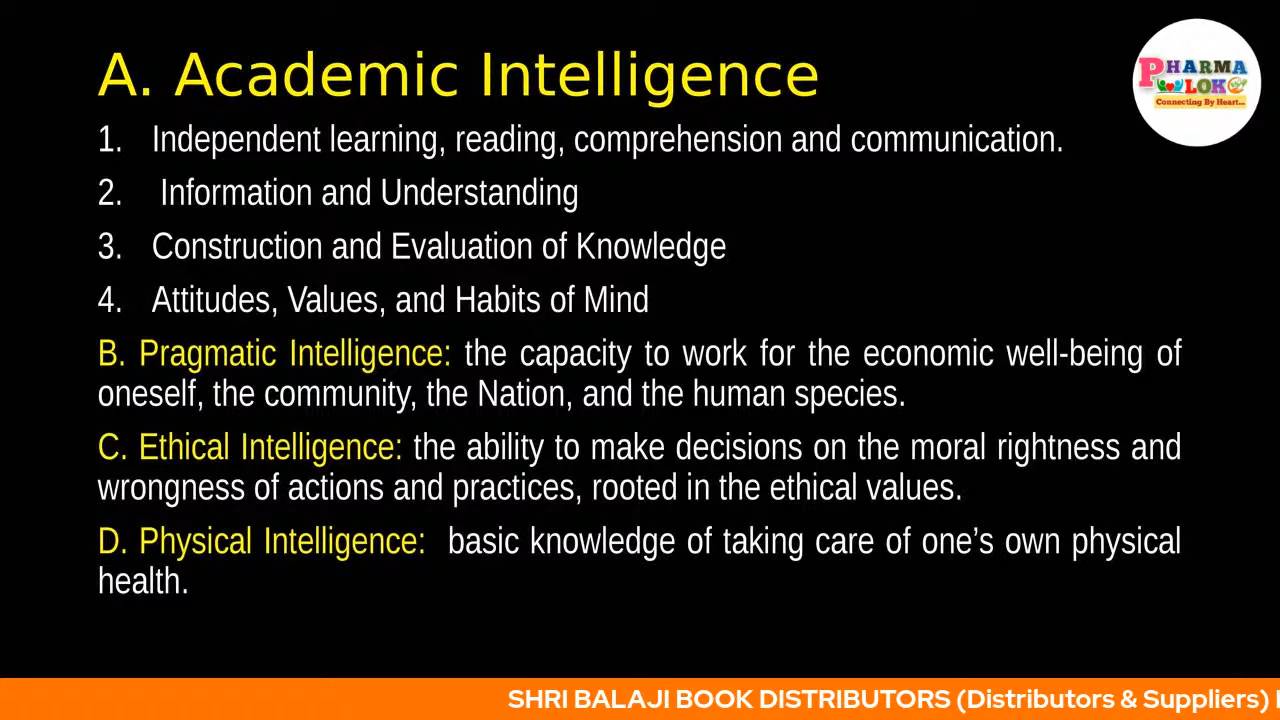 A. Academic Intelligence
PHARMA
LOK
Connecting By Heart...
1. Independent learning, reading, comprehension and communication.
2. Information and Understanding
3. Construction and Evaluation of Knowledge
4. Attitudes, Values, and Habits of Mind
B. Pragmatic Intelligence: the capacity to work for the economic well-being of
oneself, the community, the Nation, and the human species.
C. Ethical Intelligence: the ability to make decisions on the moral rightness and
wrongness of actions and practices, rooted in the ethical values.
D. Physical Intelligence: basic knowledge of taking care of one’s own physical
health.
SHRI BALAJI BOOK DISTRIBUTORS (Distributors & Suppliers)